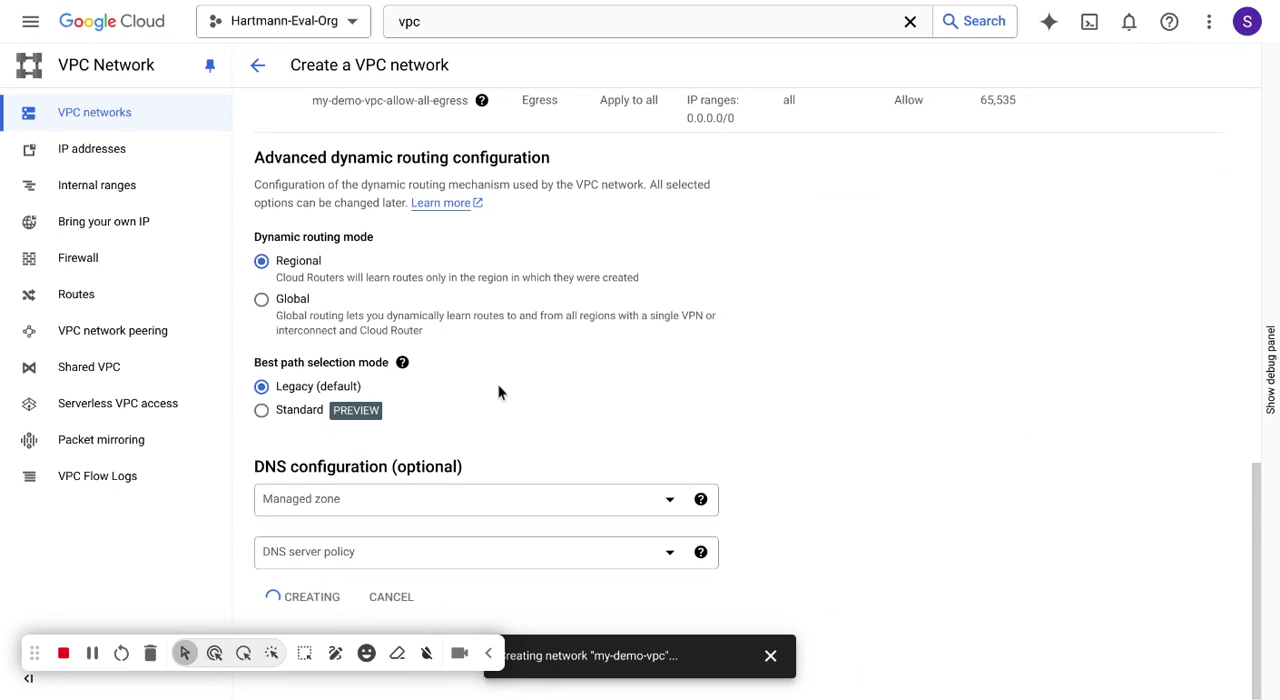 Google Cloud
Hartmann-Eval-Org
vpc
Search
S
VPC Network
Create a VPC network
VPC networks
IP addresses
Internal ranges
Bring your own IP
Firewall
Routes
VPC network peering
Shared VPC
Serverless VPC access
Packet mirroring
VPC Flow Logs
my-demo-vpc-allow-all-egress Egress Apply to all IP ranges: all Allow 65,535
0.0.0.0/0
Advanced dynamic routing configuration
Configuration of the dynamic routing mechanism used by the VPC network. All selected
options can be changed later. Learn more
Dynamic routing mode
Regional
Cloud Routers will learn routes only in the region in which they were created
Global
Global routing lets you dynamically learn routes to and from all regions with a single VPN or
interconnect and Cloud Router
Best path selection mode
Legacy (default)
Standard PREVIEW
DNS configuration (optional)
Managed zone
DNS server policy
CREATING CANCEL
reating network "my-demo-vpc"...
Show debug panel